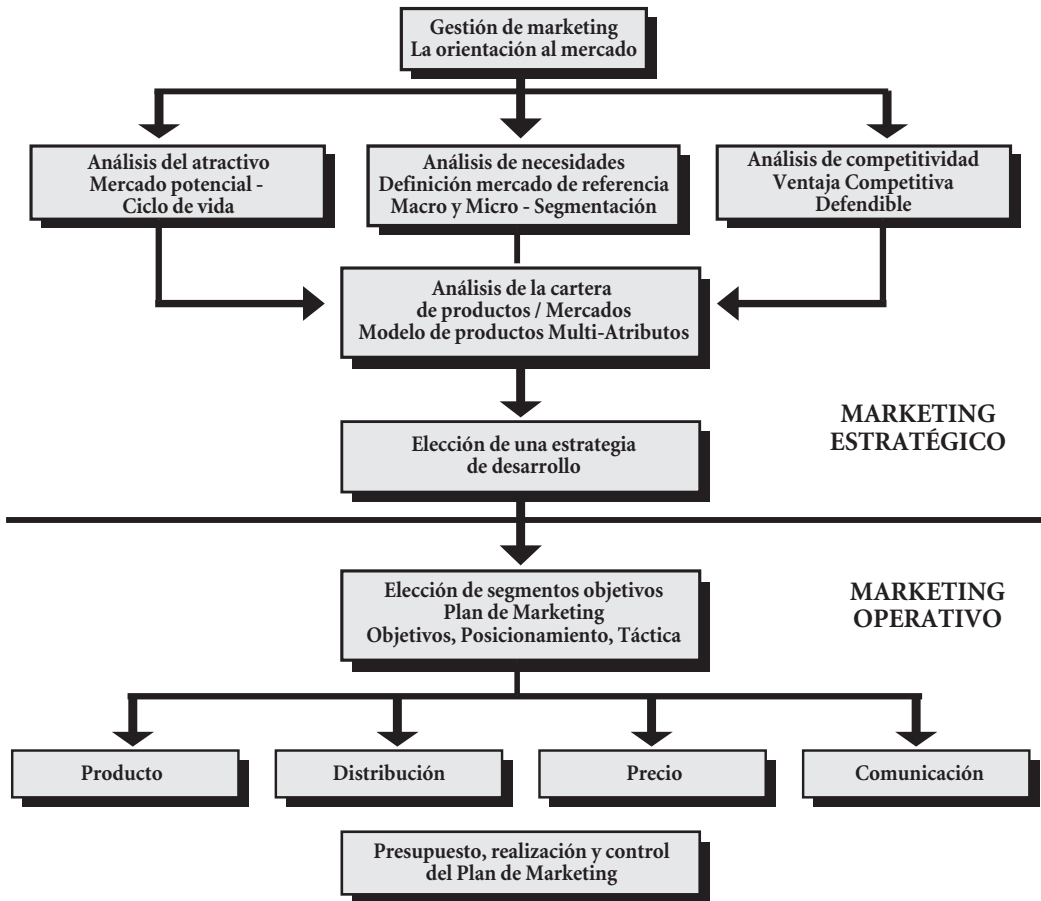 Gestión de marketing
La orientación al mercado
Análisis del atractivo
Mercado potencial -
Ciclo de vida
Análisis de necesidades
Definición mercado de referencia
Macro y Micro - Segmentación
Análisis de competitividad
Ventaja Competitiva
Defendible
Análisis de la cartera
de productos / Mercados
Modelo de productos Multi-Atributos
MARKETING
ESTRATÉGICO
Elección de una estrategia
de desarrollo
Elección de segmentos objetivos
Plan de Marketing
Objetivos, Posicionamiento, Táctica
MARKETING
OPERATIVO
Producto
Distribución
Precio
Comunicación
Presupuesto, realización y control
del Plan de Marketing